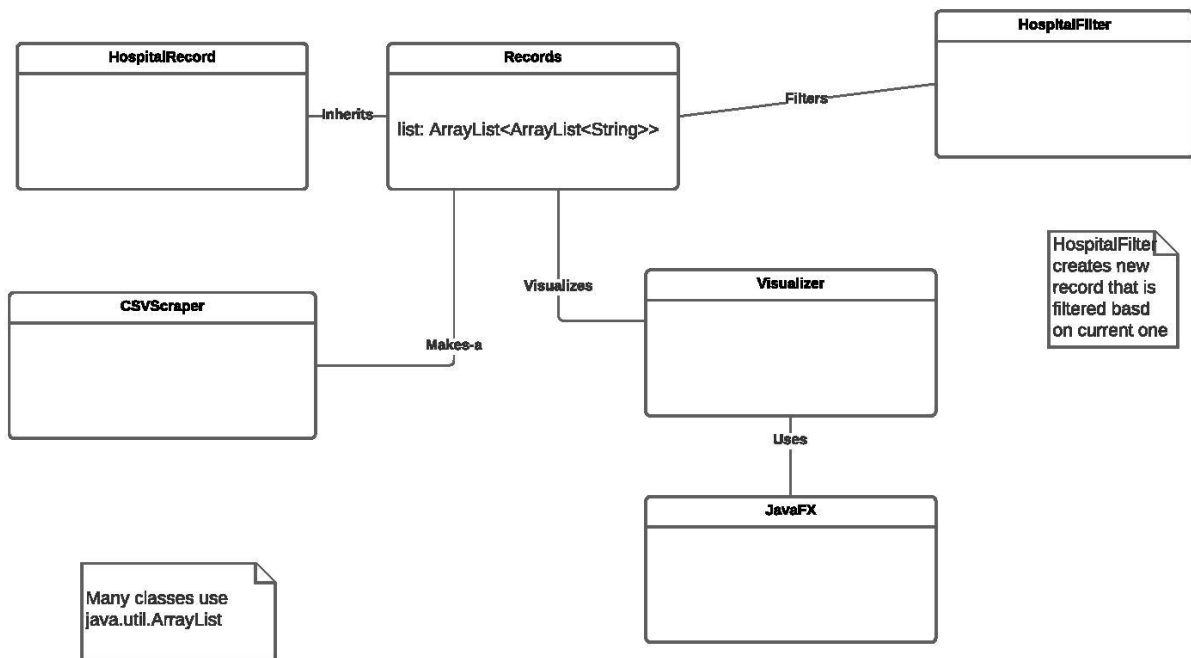 HospitalRecord
Records
HospitalFilter
Inherits
Filters
list: ArrayList<ArrayList<String>>
HospitalFilter
creates new
record that is
filtered basd
on current one
Visualizes
Visualizer
CSVScraper
Makes-a
Uses
JavaFX
Many classes use
java.util.ArrayList